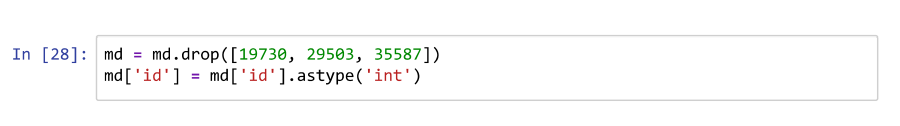 In [28]: md = md.drop([19730, 29503, 35587])
md['id'] = md['id'].astype('int')